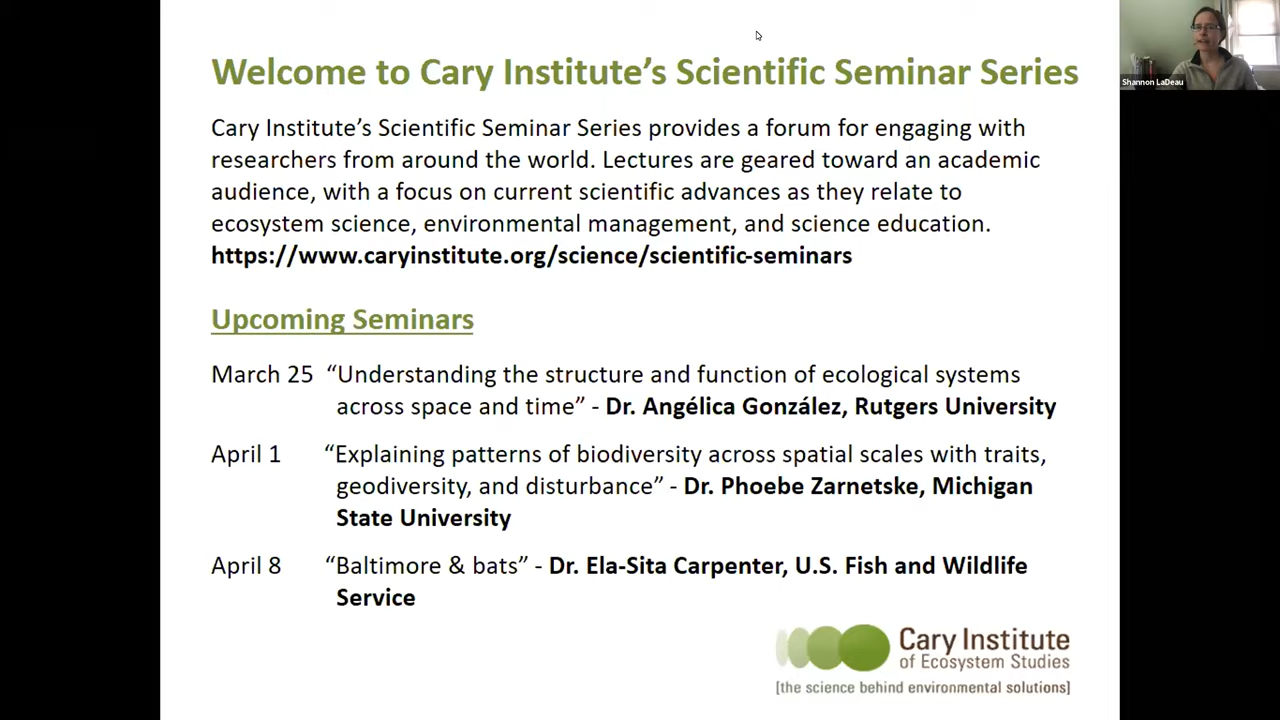 Welcome to Cary Institute’s Scientific Seminar Series
Shannon LaDeau
Cary Institute’s Scientific Seminar Series provides a forum for engaging with
researchers from around the world. Lectures are geared toward an academic
audience, with a focus on current scientific advances as they relate to
ecosystem science, environmental management, and science education.
https://www.caryinstitute.org/science/scientific-seminars
Upcoming Seminars
March 25 “Understanding the structure and function of ecological systems
across space and time” - Dr. Angélica González, Rutgers University
April 1 “Explaining patterns of biodiversity across spatial scales with traits,
geodiversity, and disturbance” - Dr. Phoebe Zarnetske, Michigan
State University
April 8 “Baltimore & bats” - Dr. Ela-Sita Carpenter, U.S. Fish and Wildlife
Service
Cary Institute
of Ecosystem Studies
[the science behind environmental solutions]